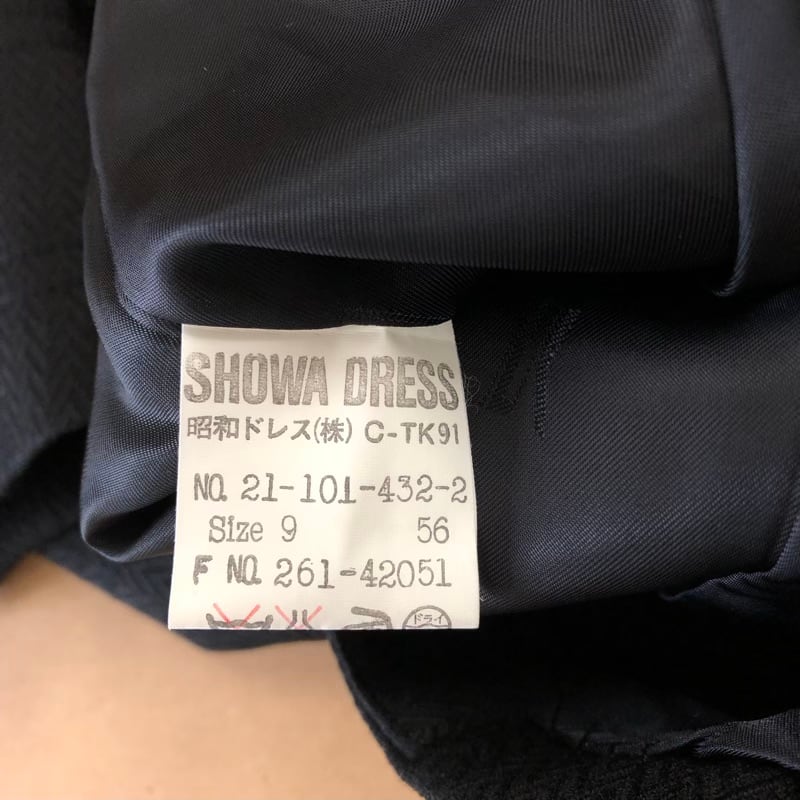 SHOWA DRESS
昭和ドレス(株) C-TK91
NO. 21-101-432-2
Size 9 56
F NO. 261-42051
ドライ